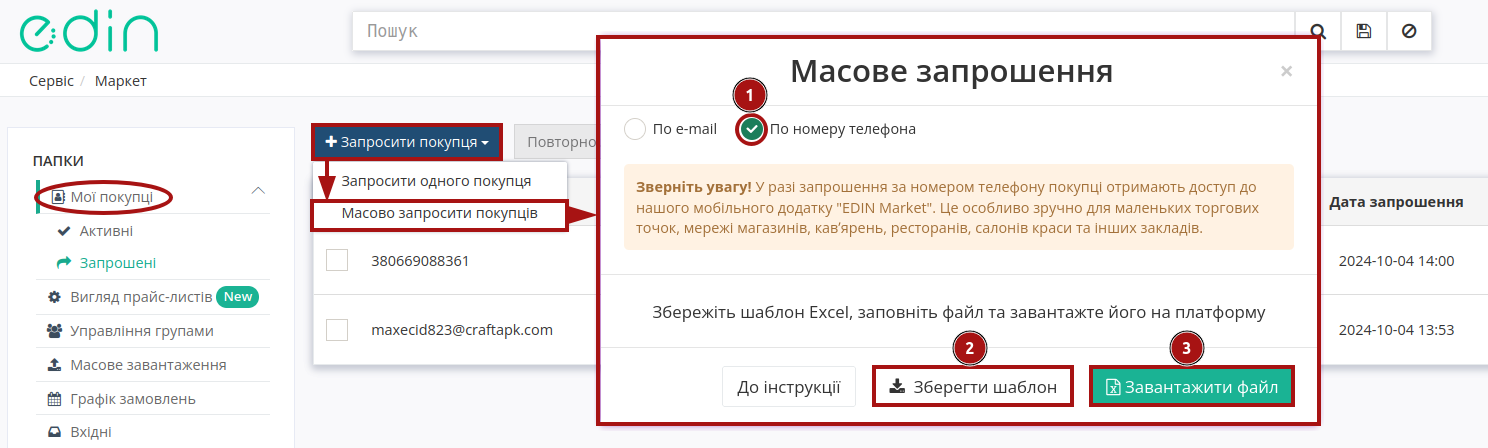 edin
Пошук
Сервіс / Маркет
ПАПКИ
Мої покупці
Активні
Запрошені
Вигляд прайс-листів New
Управління групами
Масове завантаження
Графік замовлень
Вхідні
Запросити покупця
Повторно
Запросити одного покупця
Масово запросити покупців
380669088361
maxecid823@craftapk.com
Масове запрошення
×
1
По e-mail
По номеру телефона
Зверніть увагу! У разі запрошення за номером телефону покупці отримають доступ до
нашого мобільного додатку "EDIN Market". Це особливо зручно для маленьких торгових
точок, мережі магазинів, кав’ярень, ресторанів, салонів краси та інших закладів.
Збережіть шаблон Excel, заповніть файл та завантажте його на платформу
2
3
До інструкції
Зберегти шаблон
Завантажити файл
Дата запрошення
2024-10-04 14:00
2024-10-04 13:53